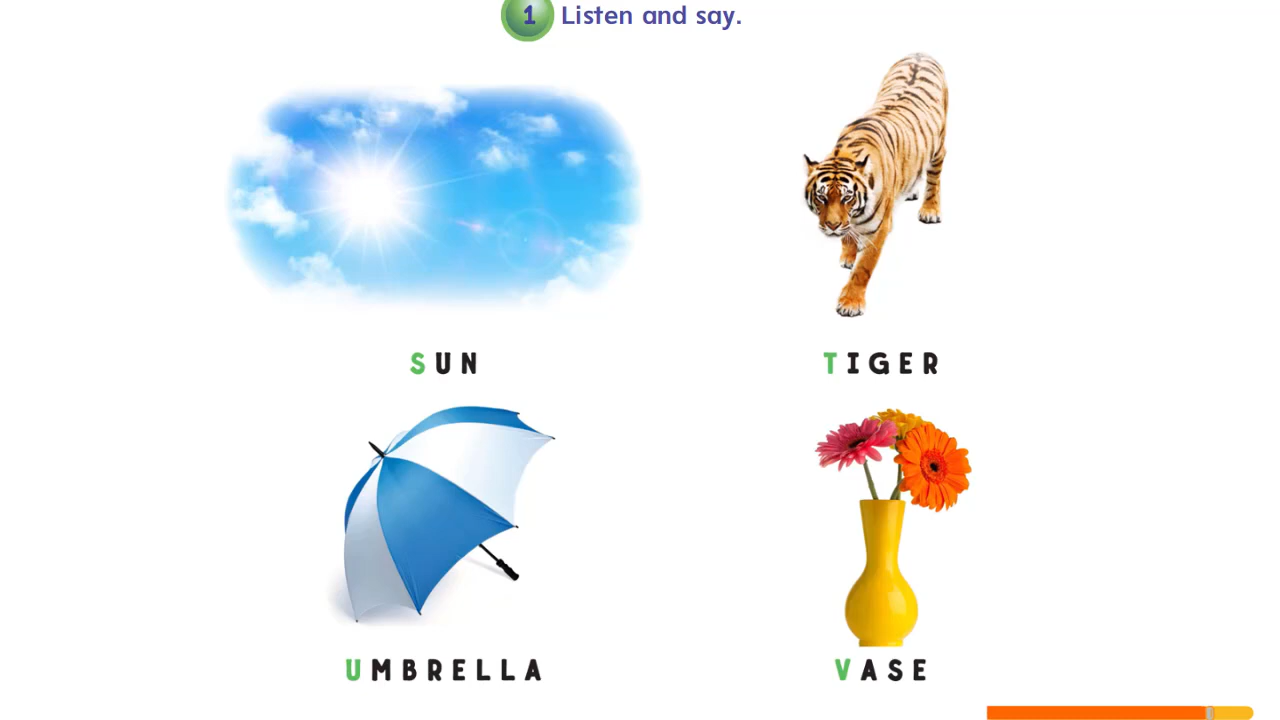 1 Listen and say.
SUN
TIGER
UMBRELLA
VASE